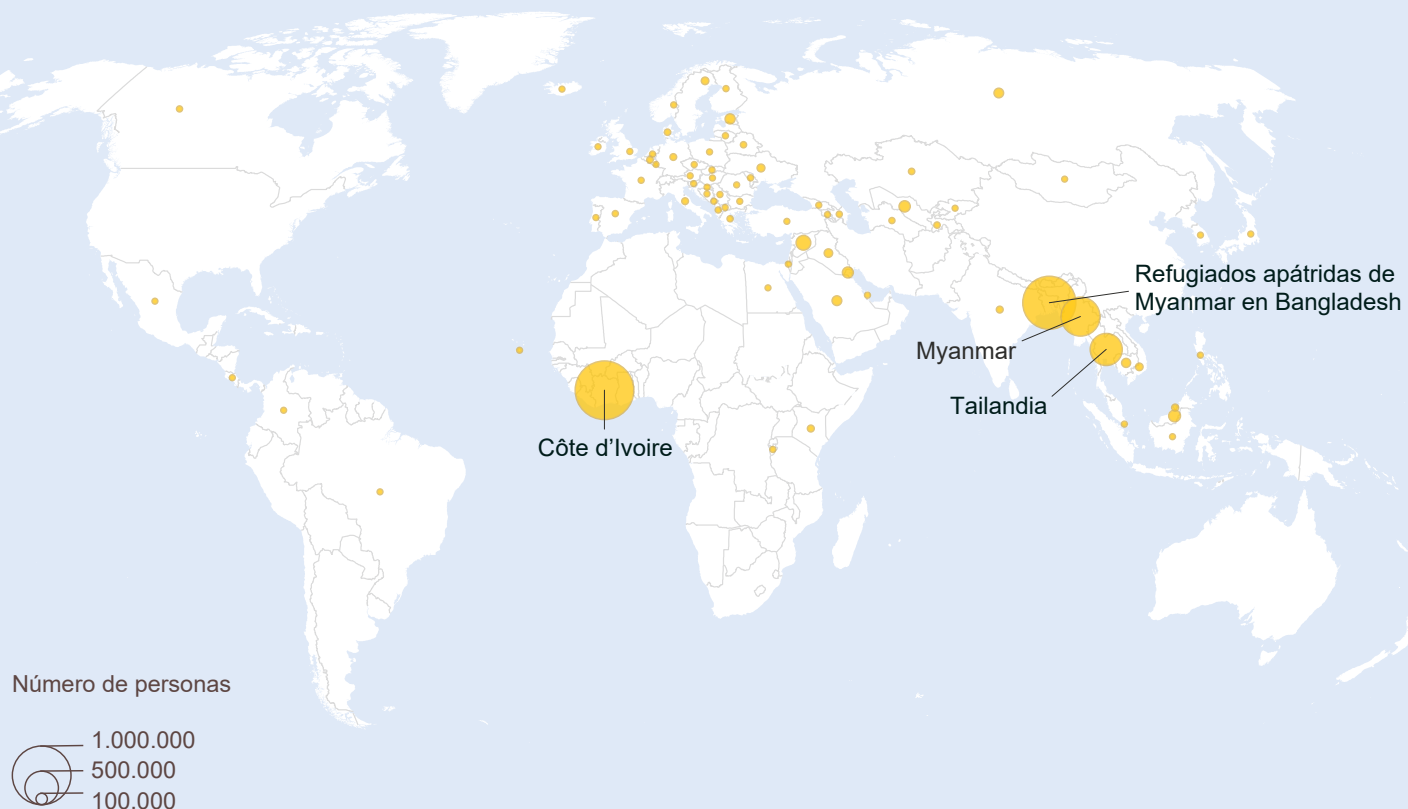 Refugiados apátridas de
Myanmar en Bangladesh
Myanmar
Tailandia
Côte d’Ivoire
Número de personas
1.000.000
500.000
100.000